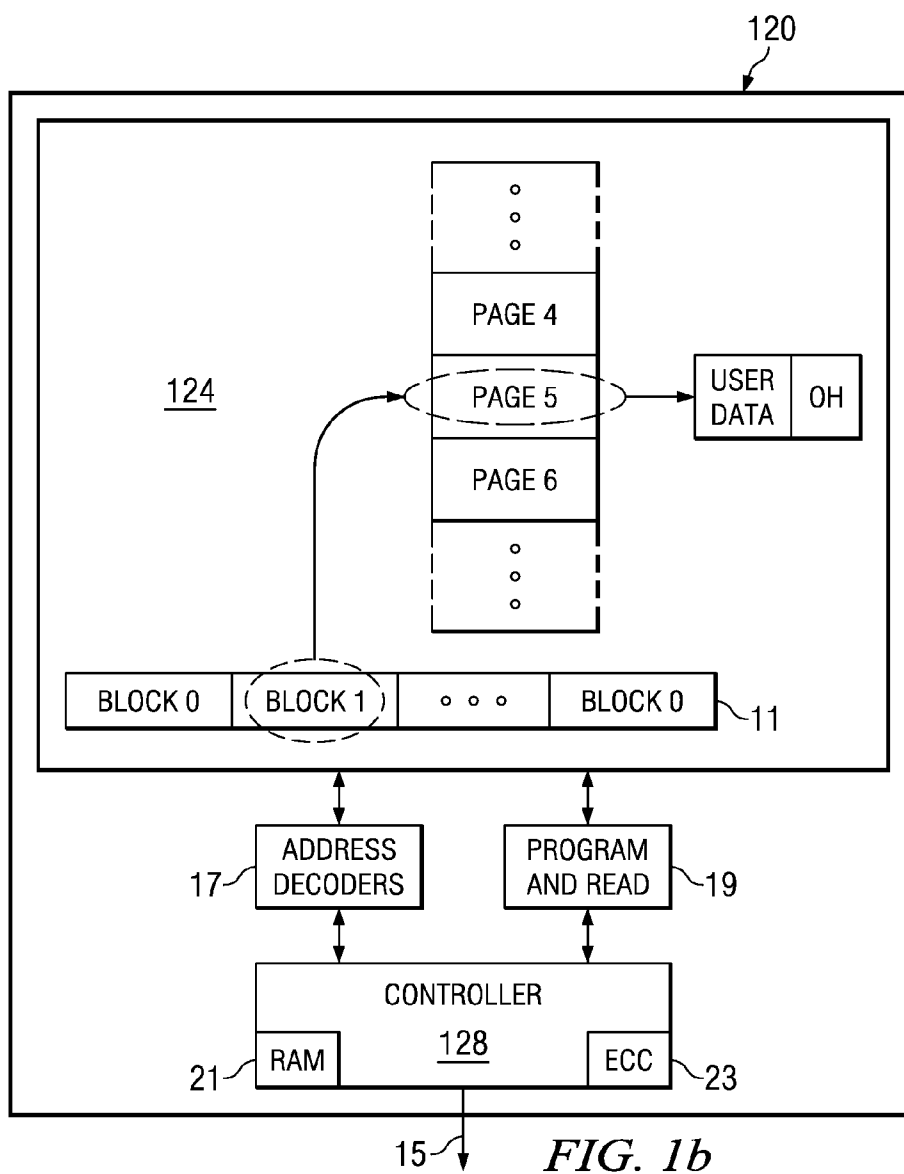 120
PAGE 4
124
PAGE 5
USER
DATA
OH
PAGE 6
BLOCK 0
BLOCK 1
BLOCK 0
11
17
ADDRESS
DECODERS
PROGRAM
AND READ
19
CONTROLLER
128
21
RAM
ECC
23
15
FIG. 1b